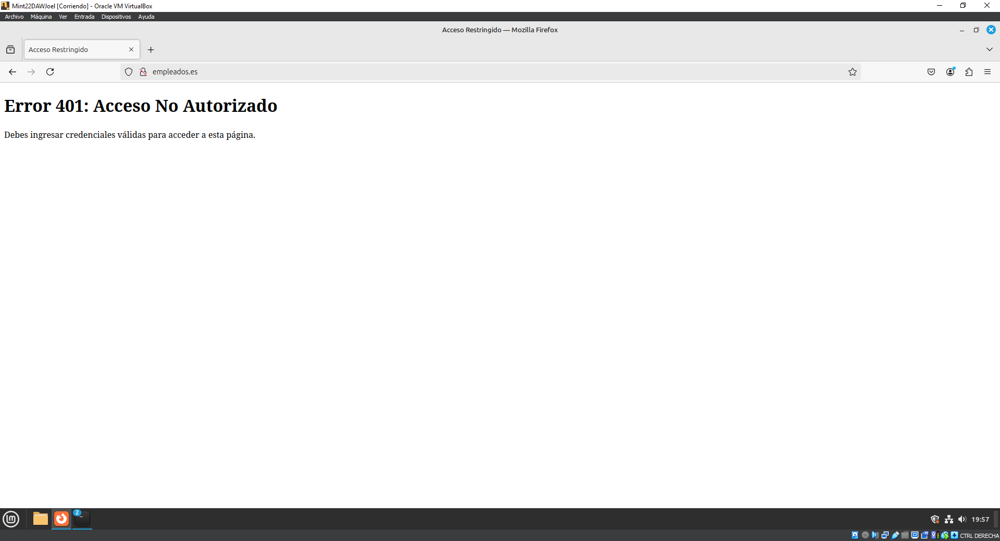 Mint22DAWJoel [Corriendo] - Oracle VM VirtualBox
Archivo Máquina Ver Entrada Dispositivos Ayuda
Acceso Restringido — Mozilla Firefox
Acceso Restringido
empleados.es
Error 401: Acceso No Autorizado
Debes ingresar credenciales válidas para acceder a esta página.
2
19:57
CTRL DERECHA